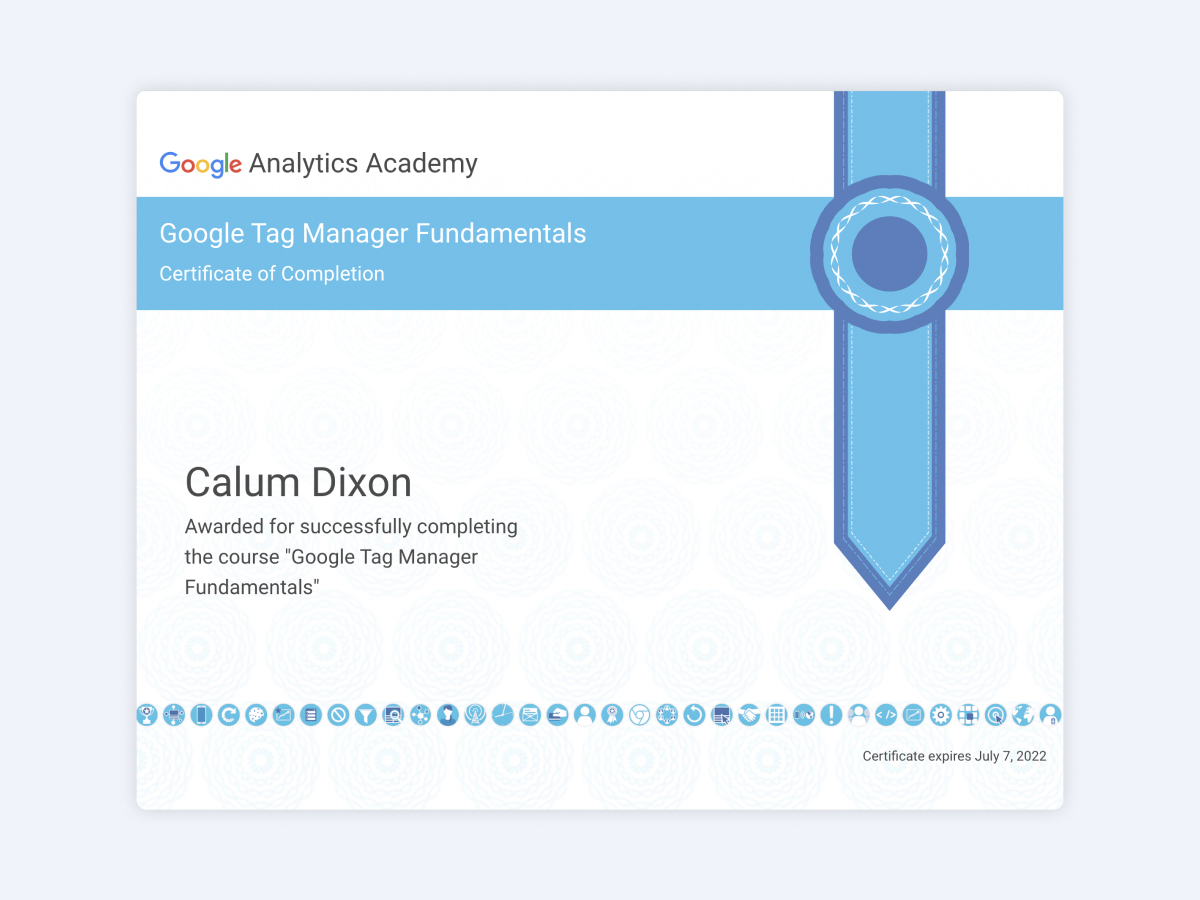 Google Analytics Academy
Google Tag Manager Fundamentals
Certificate of Completion
Calum Dixon
Awarded for successfully completing
the course "Google Tag Manager
Fundamentals"
Certificate expires July 7, 2022